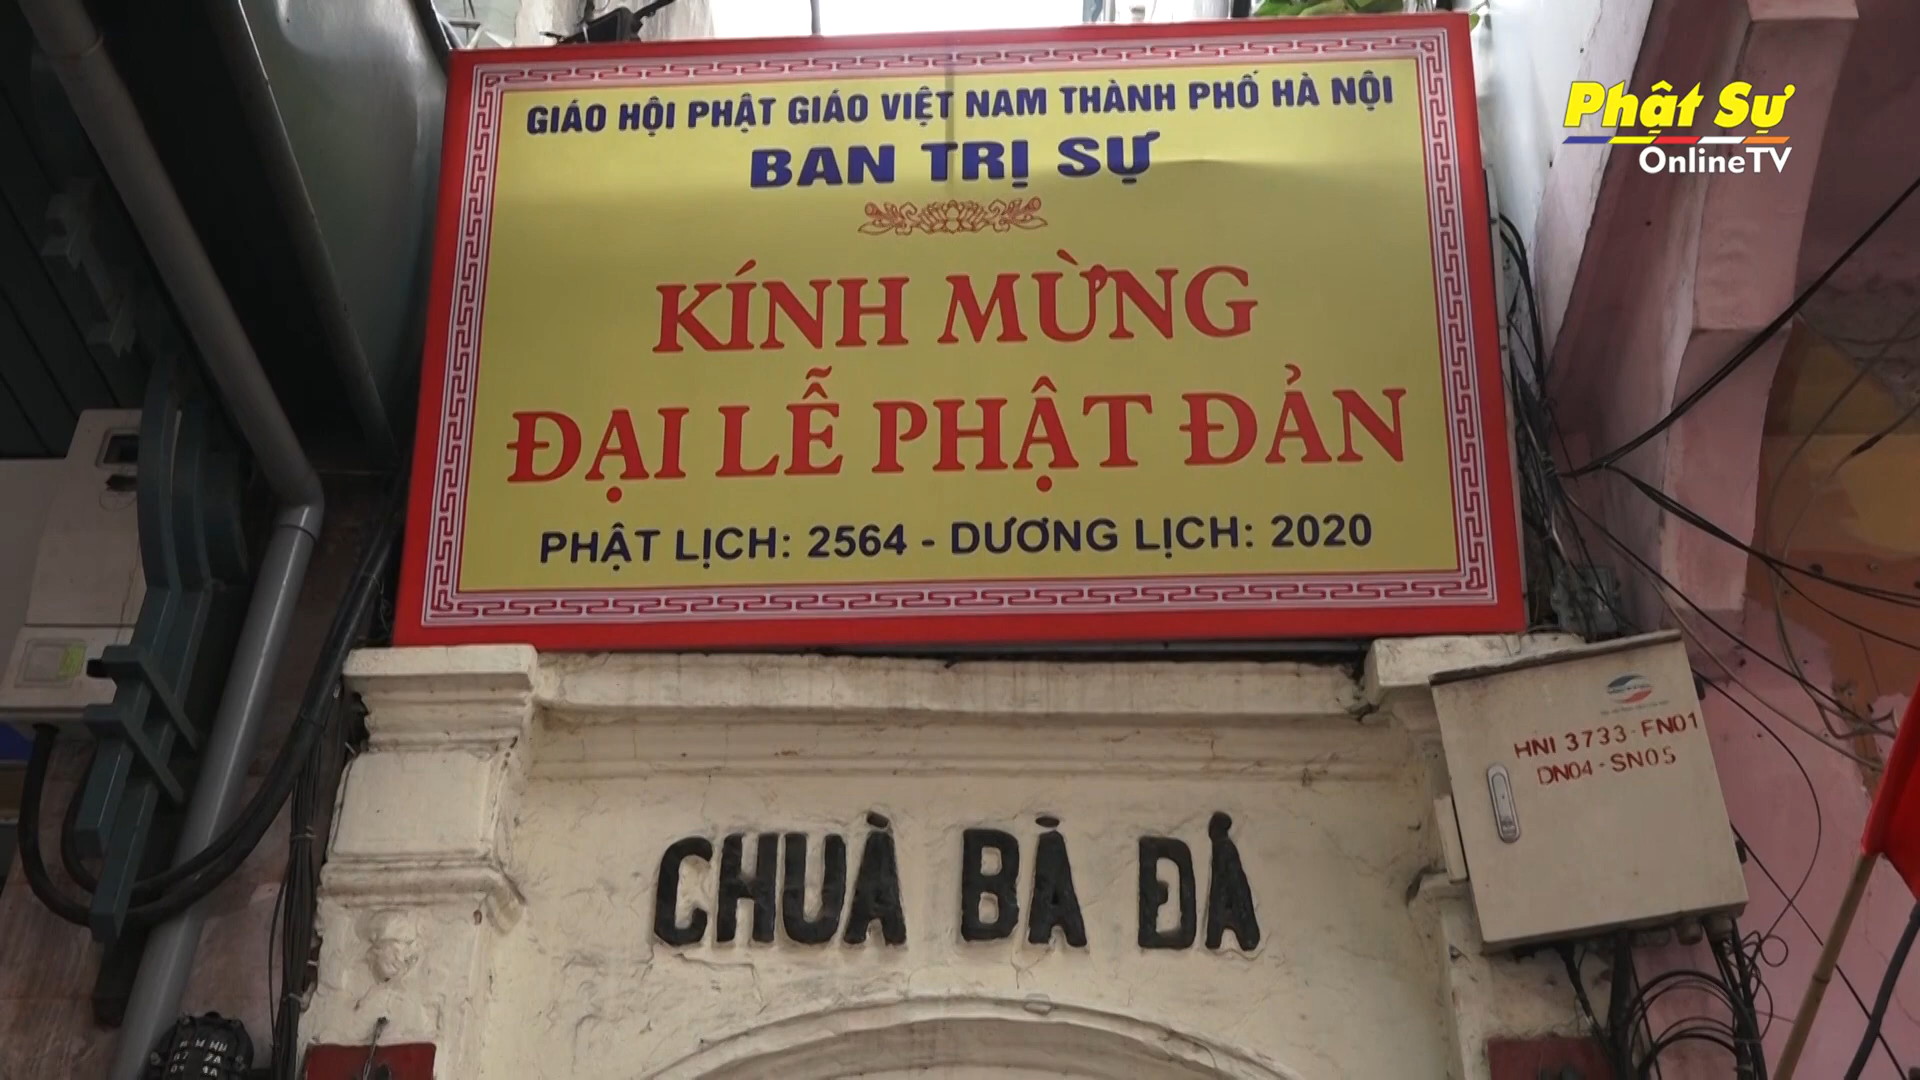 GIÁO HỘI PHẬT GIÁO VIỆT NAM THÀNH PHỐ HÀ NỘI
BAN TRỊ SỰ
KÍNH MỪNG
ĐẠI LỄ PHẬT ĐẢN
PHẬT LỊCH: 2564 - DƯƠNG LỊCH: 2020
Phật Sự
OnlineTV
HNI 3733-FN01
DN04-SN05
CHUÀ BÀ ĐÁ